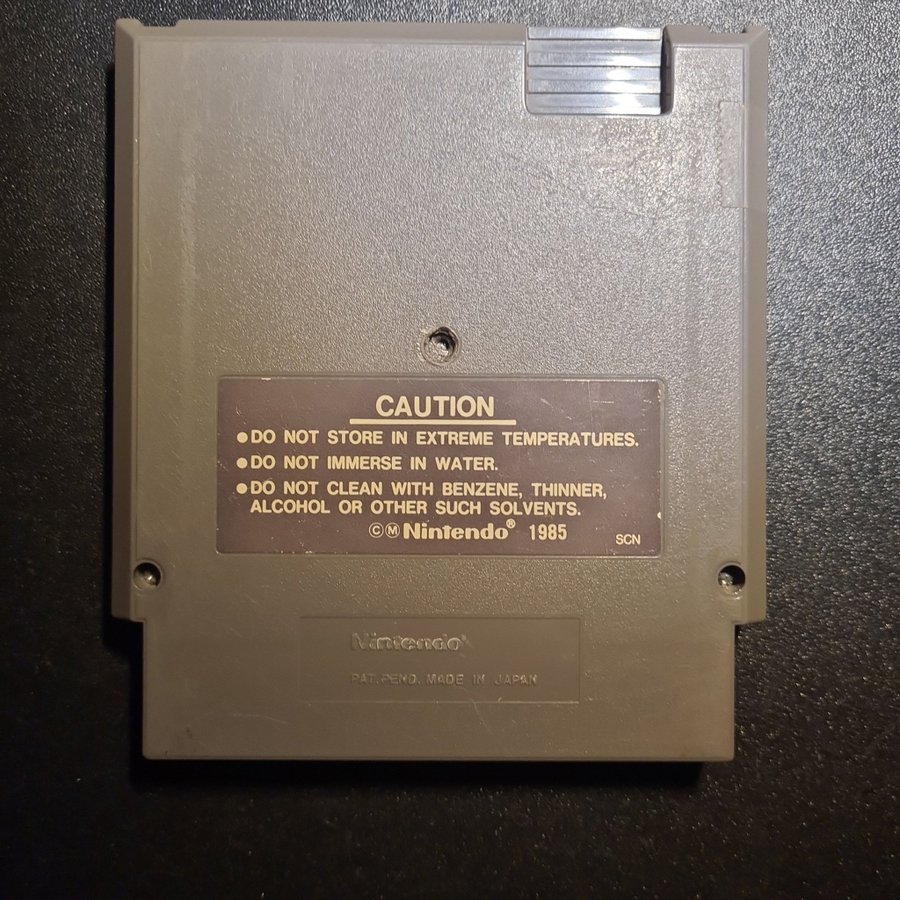 CAUTION
●DO NOT STORE IN EXTREME TEMPERATURES.
●DO NOT IMMERSE IN WATER.
●DO NOT CLEAN WITH BENZENE, THINNER,
ALCOHOL OR OTHER SUCH SOLVENTS.
©Ⓜ Nintendo® 1985 SCN
Nintendo®
PAT. PEND. MADE IN JAPAN